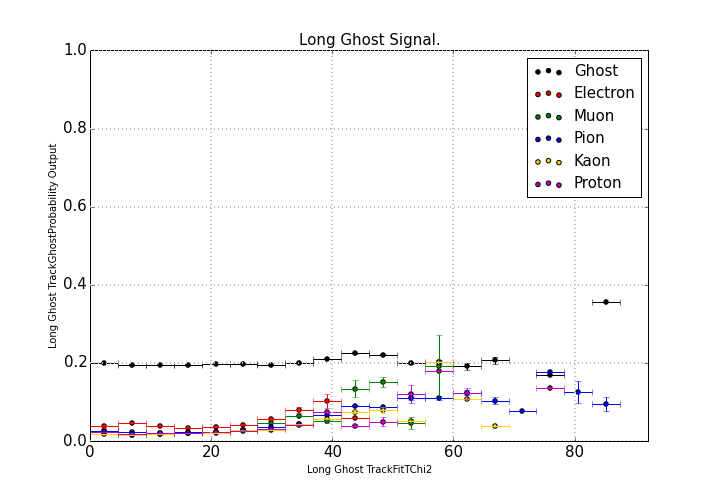 Long Ghost Signal.
1.0
0.8
0.6
0.4
0.2
0.0
Long Ghost TrackGhostProbability Output
Ghost
Electron
Muon
Pion
Kaon
Proton
0 20 40 60 80
Long Ghost TrackFitTChi2